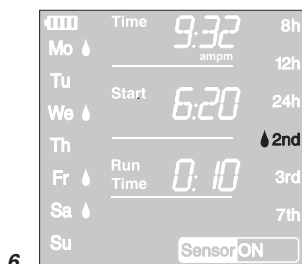 Time 9:32 8h
Mo ampm 12h
Tu
Start 6:20 24h
We
Th 2nd
Fr Run Time 0:10 3rd
Sa 7th
Su Sensor ON
6